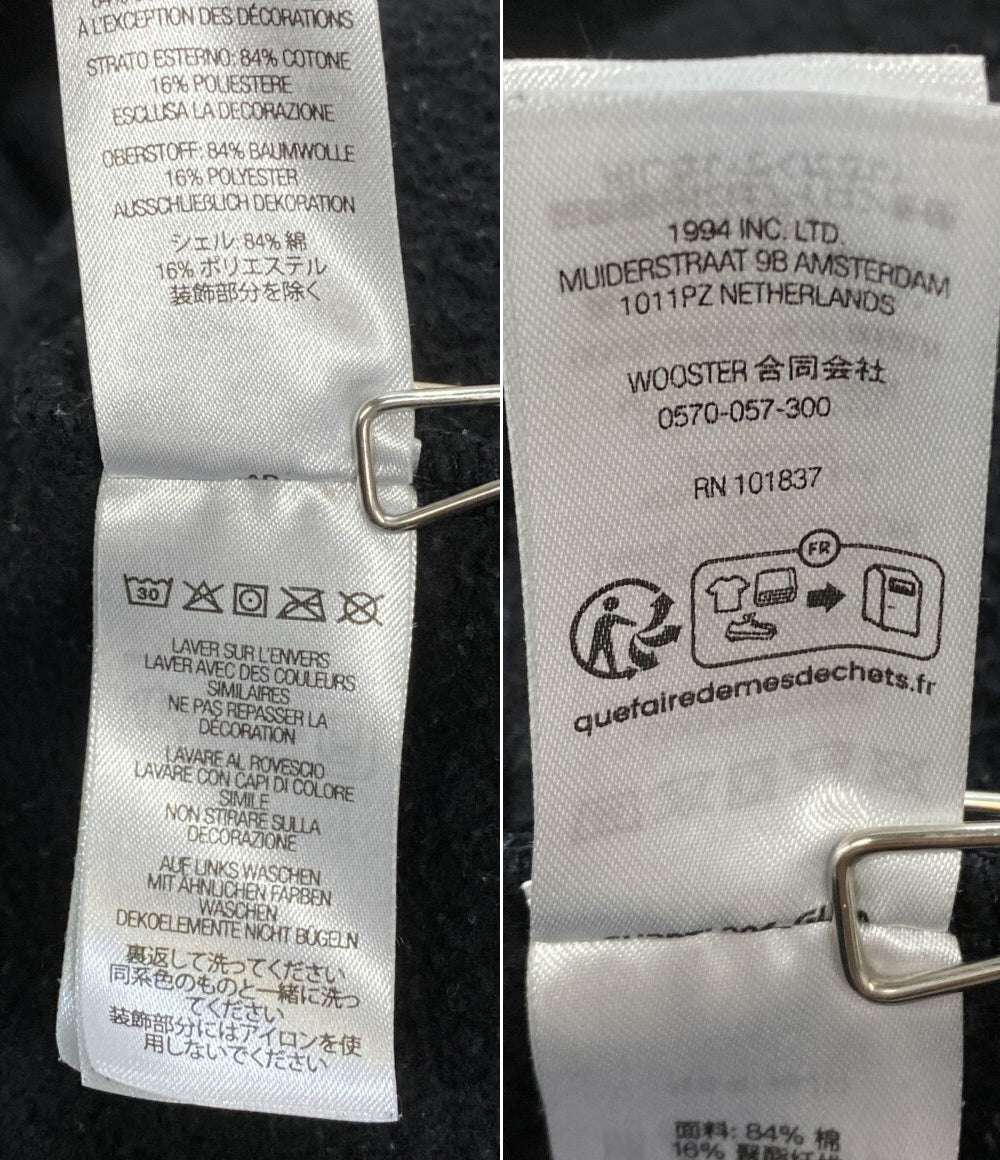 À L'EXCEPTION DES DÉCORATIONS
STRATO ESTERNO: 84% COTONE
16% POLIESTERE
ESCLUSA LA DECORAZIONE
OBERSTOFF: 84% BAUMWOLLE
16% POLYESTER
AUSSCHLIEßLICH DEKORATION
シェル: 84% 綿
16% ポリエステル
装飾部分を除く
30
LAVER SUR L'ENVERS
LAVER AVEC DES COULEURS
SIMILAIRES
NE PAS REPASSER LA
DÉCORATION
LAVARE AL ROVESCIO
LAVARE CON CAPI DI COLORE
SIMILE
NON STIRARE SULLA
DECORAZIONE
AUF LINKS WASCHEN
MIT ÄHNLICHEN FARBEN
WASCHEN
DEKOELEMENTE NICHT BÜGELN
裏返して洗ってください
同系色のものと一緒に洗っ
てください
装飾部分にはアイロンを使
用しないでください
1994 INC. LTD.
MUIDERSTRAAT 9B AMSTERDAM
1011PZ NETHERLANDS
WOOSTER 合同会社
0570-057-300
RN 101837
FR
quefairedemesdechets.fr
面料: 84% 棉
16%